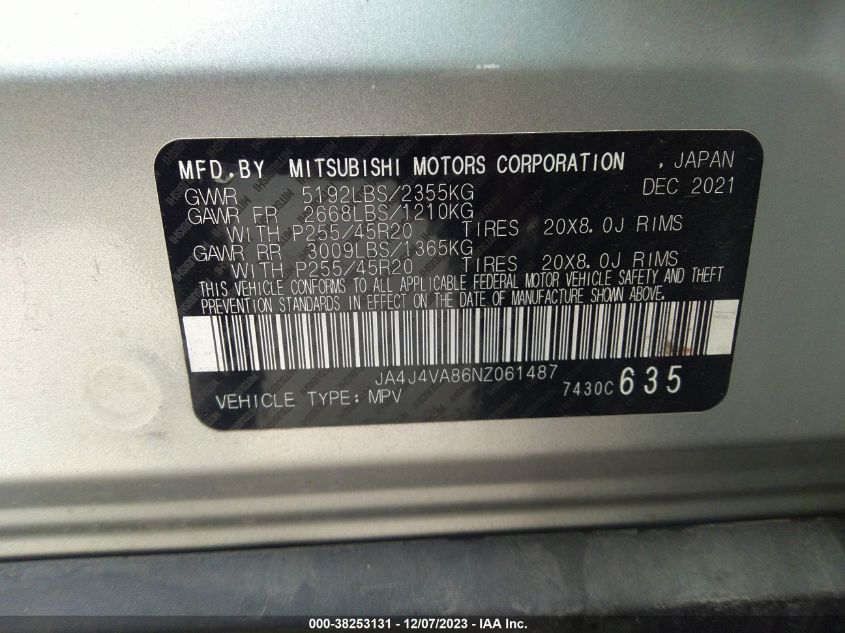 MFD.BY MITSUBISHI MOTORS CORPORATION , JAPAN
GVWR 5192LBS/2355KG DEC 2021
GAWR FR 2668LBS/1210KG
WITH P255/45R20 TIRES 20X8.0J RIMS
GAWR RR 3009LBS/1365KG
WITH P255/45R20 TIRES 20X8.0J RIMS
THIS VEHICLE CONFORMS TO ALL APPLICABLE FEDERAL MOTOR VEHICLE SAFETY AND THEFT
PREVENTION STANDARDS IN EFFECT ON THE DATE OF MANUFACTURE SHOWN ABOVE.
JA4J4VA86NZ061487
VEHICLE TYPE: MPV 7430C 635
000-38253131 - 12/07/2023 - IAA Inc.